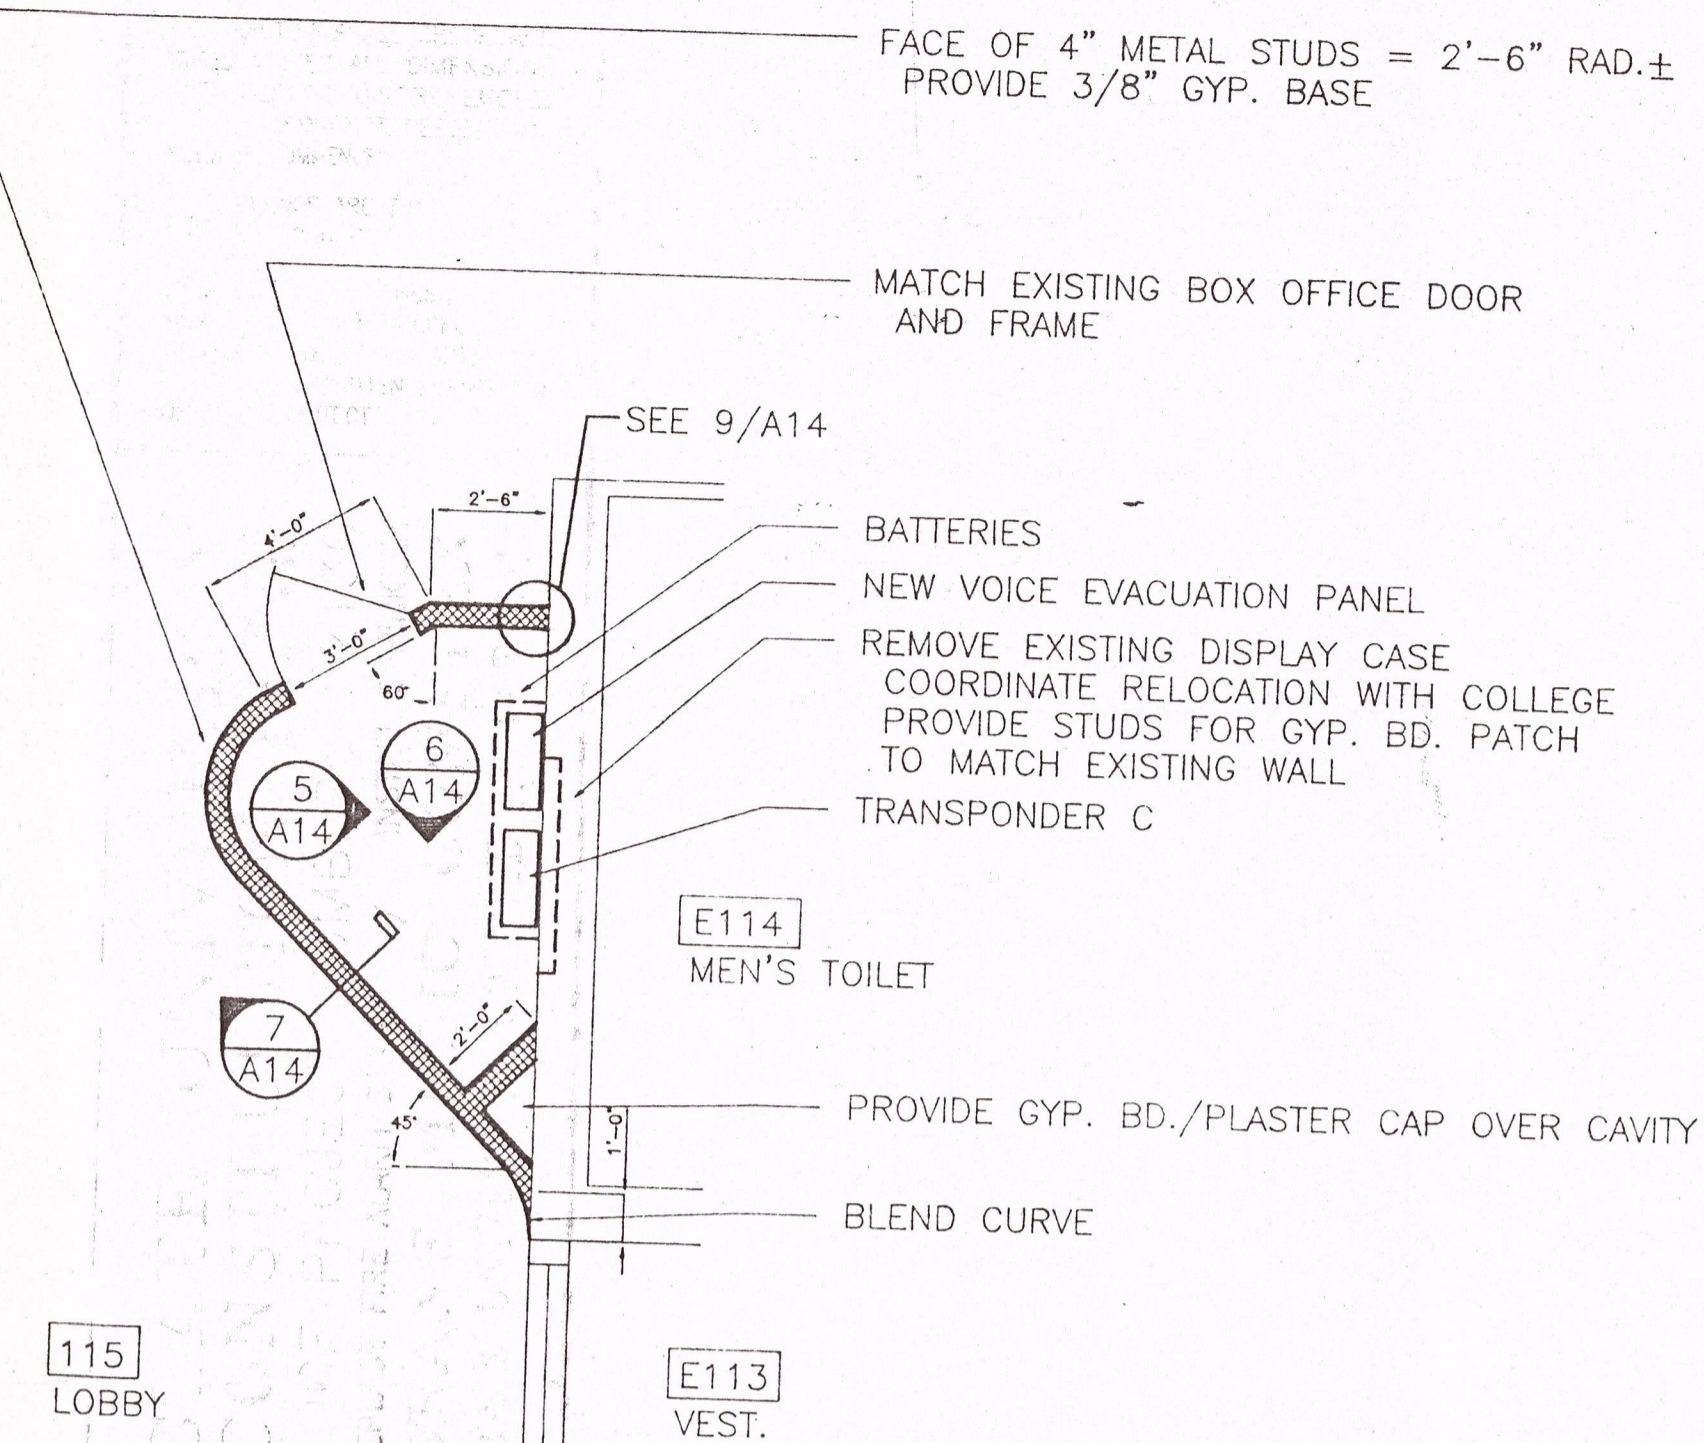 FACE OF 4" METAL STUDS = 2'-6" RAD.±
PROVIDE 3/8" GYP. BASE
MATCH EXISTING BOX OFFICE DOOR
AND FRAME
SEE 9/A14
2'-6"
4'-0"
BATTERIES
NEW VOICE EVACUATION PANEL
3'-0"
REMOVE EXISTING DISPLAY CASE
COORDINATE RELOCATION WITH COLLEGE
PROVIDE STUDS FOR GYP. BD. PATCH
TO MATCH EXISTING WALL
60°
6
A14
5
A14
TRANSPONDER C
E114
MEN'S TOILET
7
A14
2'-0"
45°
1'-0"
PROVIDE GYP. BD./PLASTER CAP OVER CAVITY
BLEND CURVE
115
LOBBY
E113
VEST.